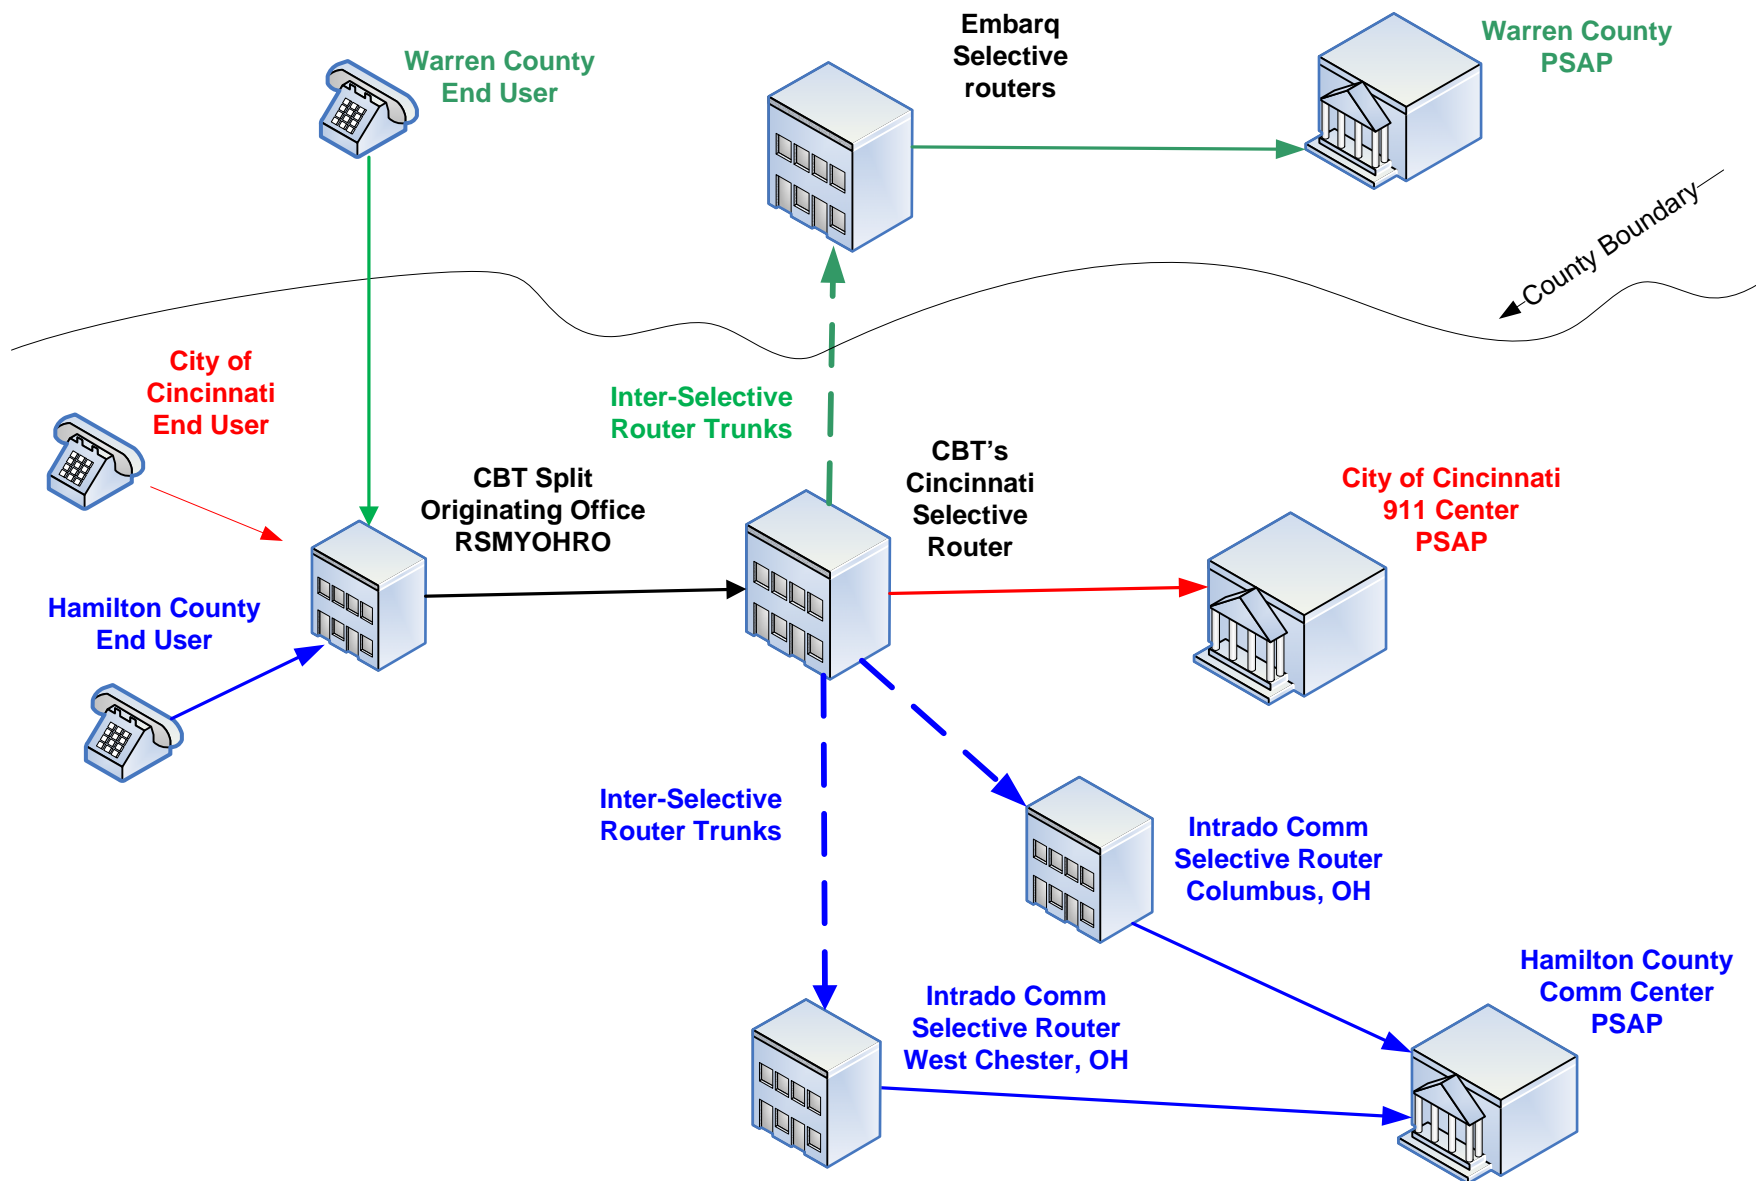 Warren County
End User
Embarq
Selective
routers
Warren County
PSAP
County Boundary
City of
Cincinnati
End User
Inter-Selective
Router Trunks
CBT Split
Originating Office
RSMYOHRO
CBT's
Cincinnati
Selective
Router
City of Cincinnati
911 Center
PSAP
Hamilton County
End User
Inter-Selective
Router Trunks
Intrado Comm
Selective Router
Columbus, OH
Intrado Comm
Selective Router
West Chester, OH
Hamilton County
Comm Center
PSAP